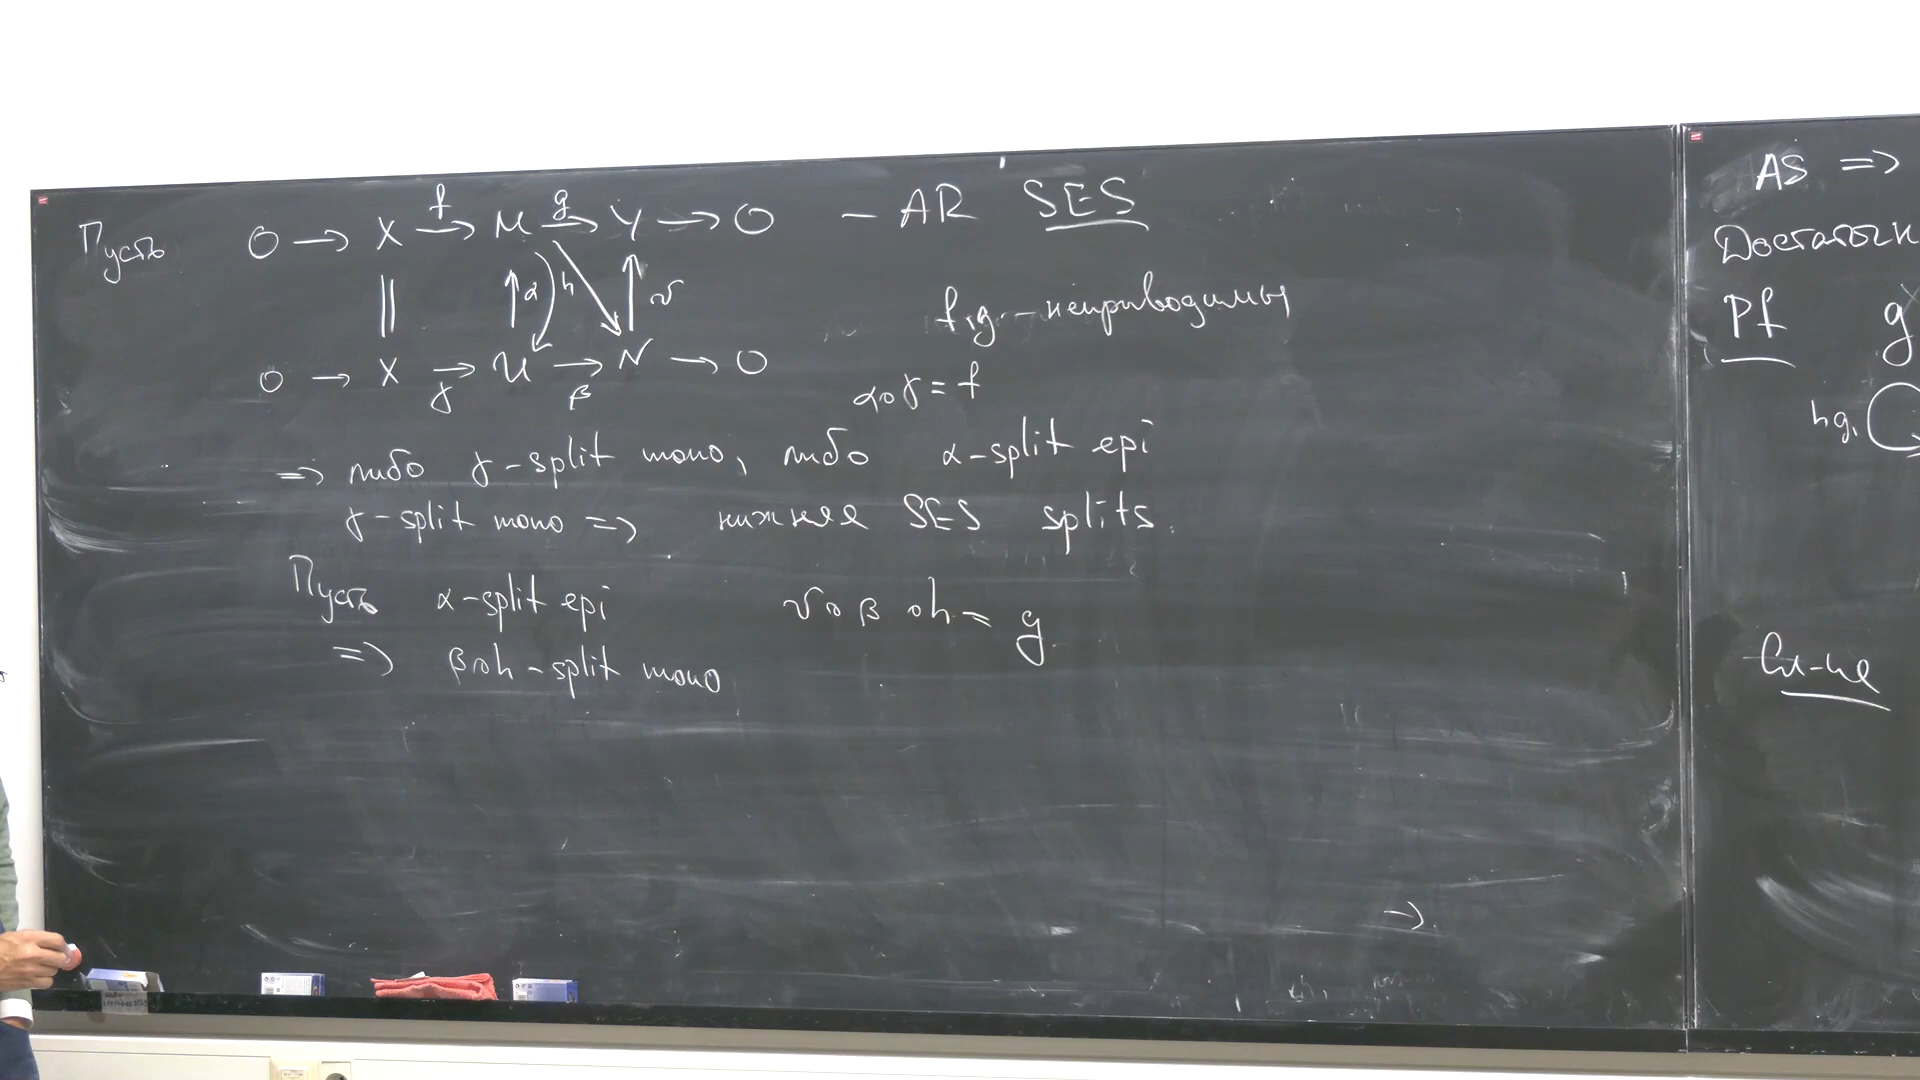 Пусть 0 → X →f M →g Y → 0 — AR SES
|| ↑ α h ↑ v
f, g - неприводимы
0 → X →γ U →β N → 0
α∘γ = f
=> либо γ-split mono, либо α-split epi
γ-split mono => нижняя SES splits.
Пусть α-split epi v∘β∘h = g
=> β∘h - split mono
→
AS =>
Достаточн
Pf g
hg,
Сл-ие